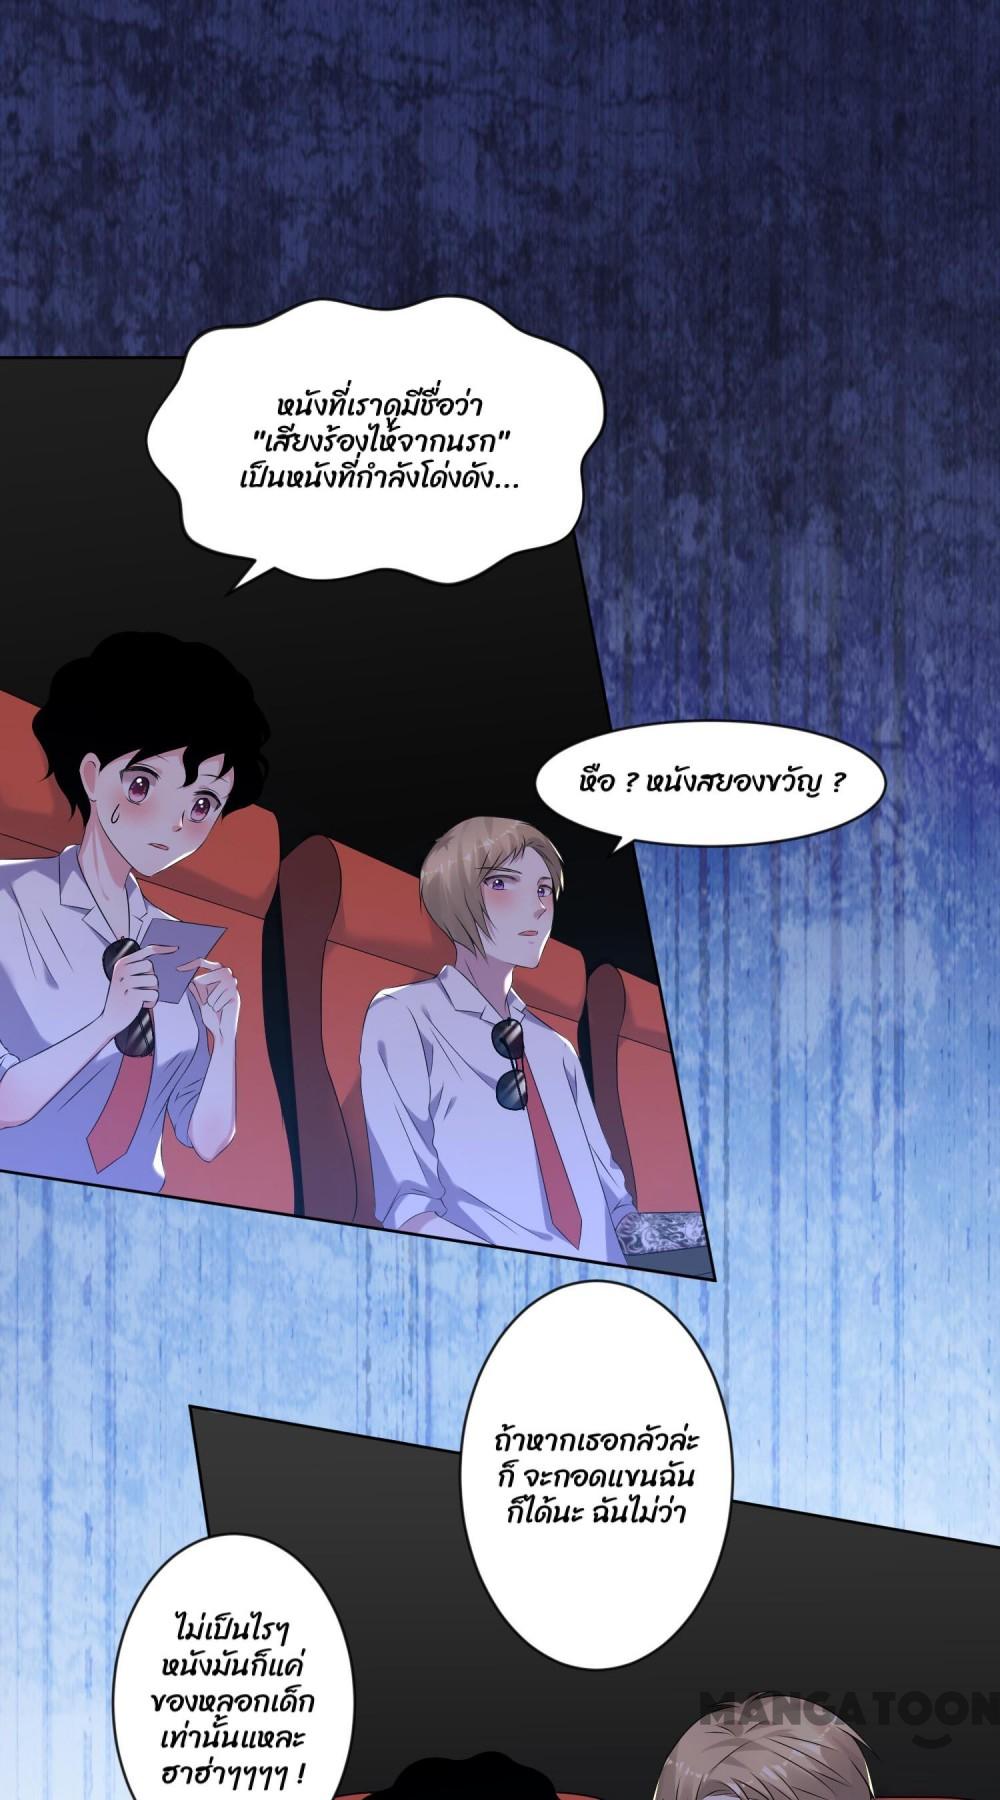 หนังที่เราดูมีชื่อว่า
"เสียงร้องไห้จากนรก"
เป็นหนังที่กำลังโด่งดัง...
หือ ? หนังสยองขวัญ ?
ถ้าหากเธอกลัวล่ะ
ก็ จะกอดแขนฉัน
ก็ได้นะ ฉันไม่ว่า
ไม่เป็นไรๆ
หนังมันก็แค่
ของหลอกเด็ก
เท่านั้นแหละ
ฮาฮ่าๆๆๆๆ !
MANGATOON